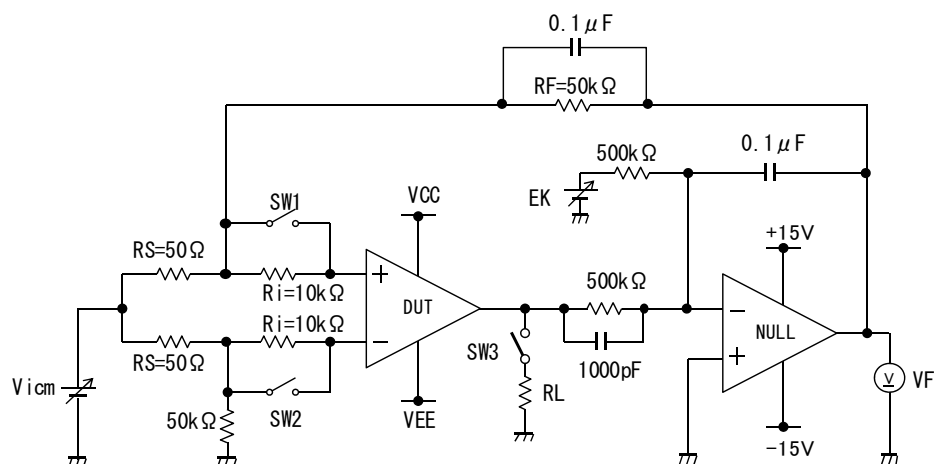 0.1μF
RF=50kΩ
0.1μF
500kΩ
EK
SW1
VCC
+15V
RS=50Ω
Ri=10kΩ
+
DUT
500kΩ
−
NULL
Ri=10kΩ
−
RS=50Ω
SW3
1000pF
+
V
VF
Vicm
SW2
RL
50kΩ
VEE
−15V